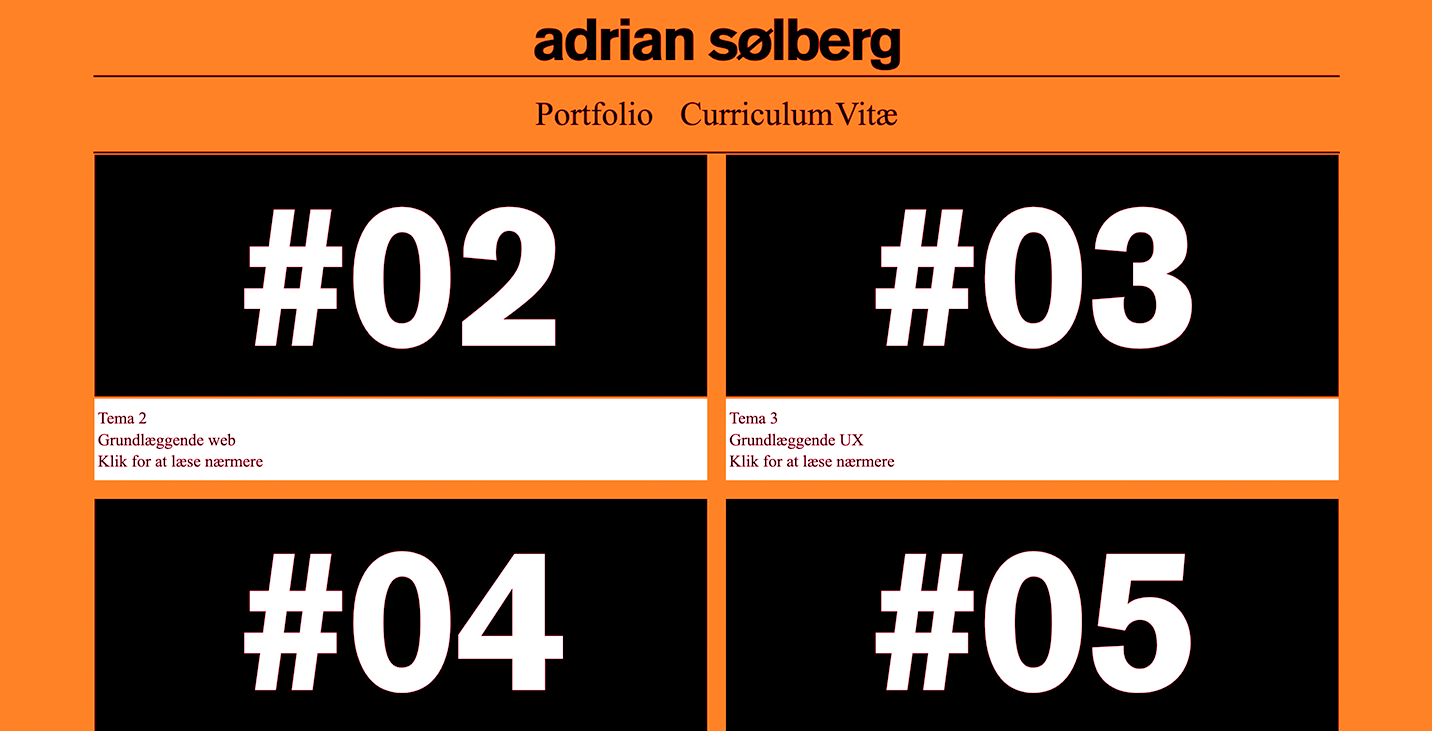 adrian sølberg
Portfolio Curriculum Vitæ
#02
Tema 2
Grundlæggende web
Klik for at læse nærmere
#03
Tema 3
Grundlæggende UX
Klik for at læse nærmere
#04
#05